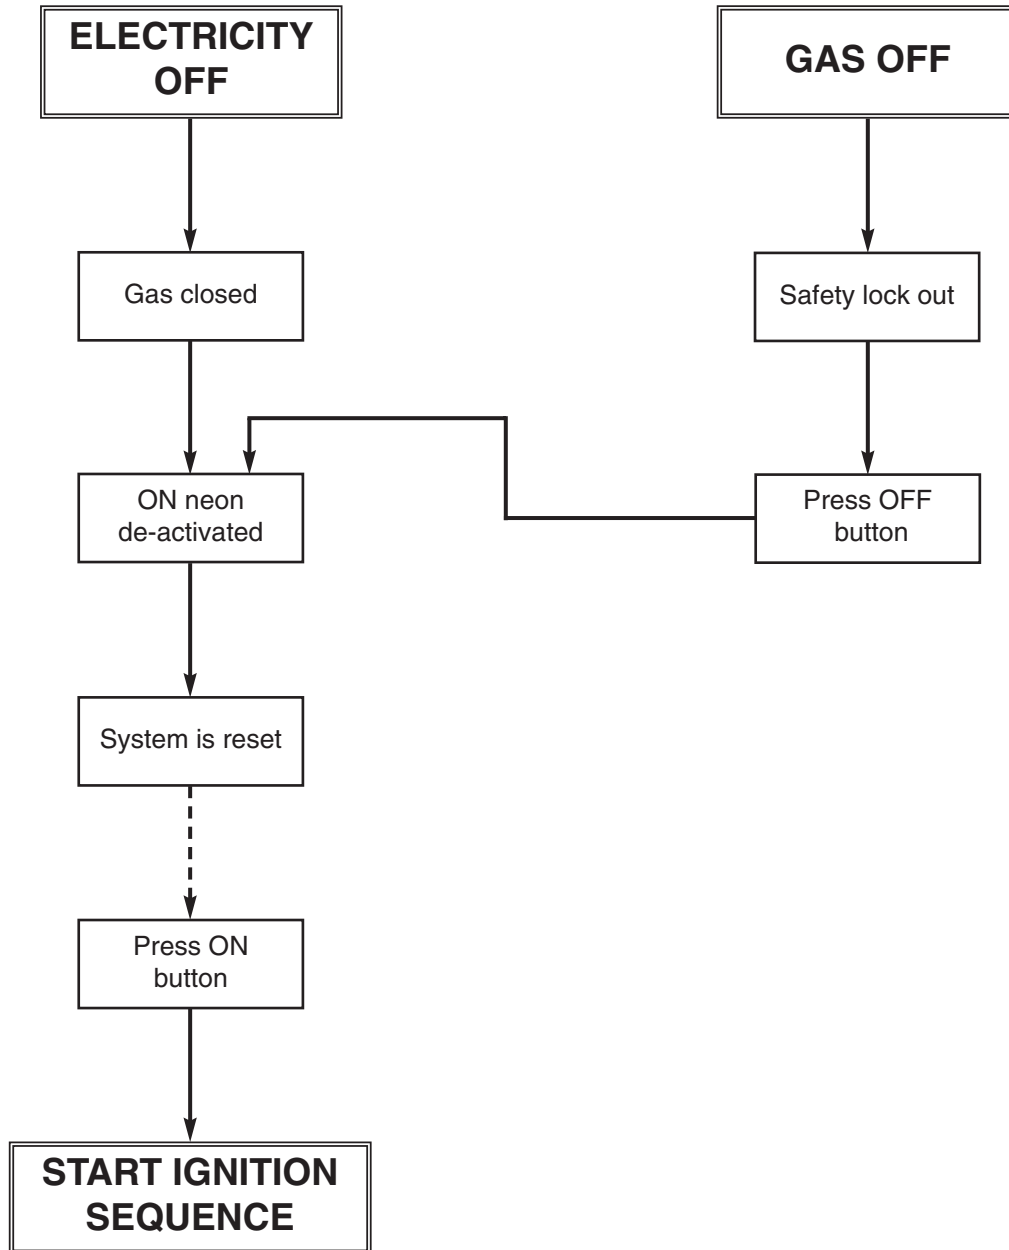 ELECTRICITY
OFF
GAS OFF
Gas closed
Safety lock out
ON neon
de-activated
Press OFF
button
System is reset
Press ON
button
START IGNITION
SEQUENCE